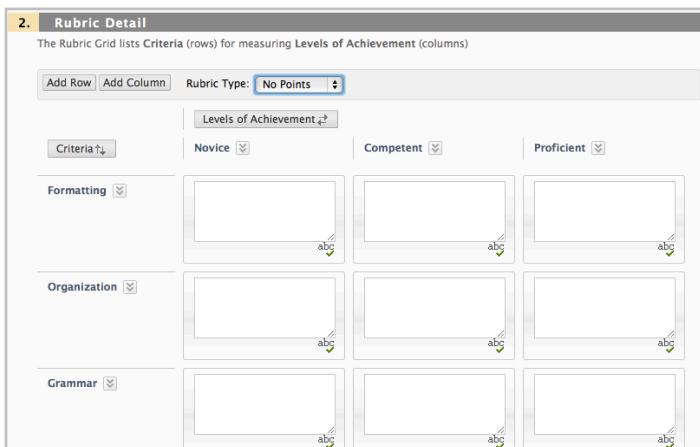 2. Rubric Detail
The Rubric Grid lists Criteria (rows) for measuring Levels of Achievement (columns)
Add Row Add Column Rubric Type: No Points
Levels of Achievement
Criteria Novice Competent Proficient
Formatting
abc abc abc
Organization
abc abc abc
Grammar
abc abc abc